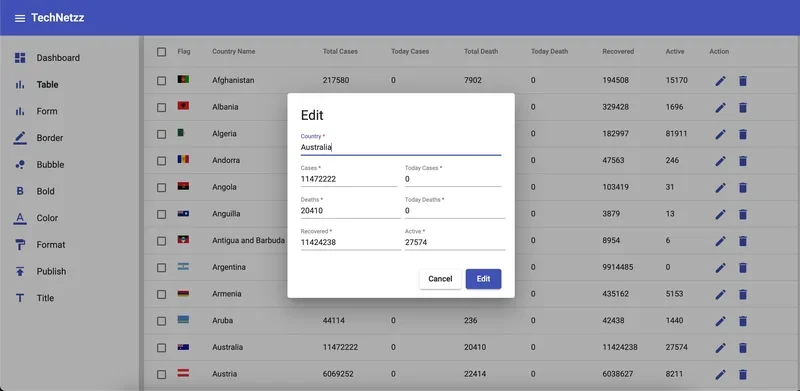 TechNetzz
Dashboard
Table
Form
Border
Bubble
Bold
Color
Format
Publish
Title
Flag Country Name Total Cases Today Cases Total Death Today Death Recovered Active Action
Afghanistan 217580 0 7902 0 194508 15170
Albania 329428 1696
Algeria 182997 81911
Andorra 47563 246
Angola 103419 31
Anguilla 3879 13
Antigua and Barbuda 8954 6
Argentina 9914485 0
Armenia 435162 5153
Aruba 44114 0 236 0 42438 1440
Australia 11472222 0 20410 0 11424238 27574
Austria 6069252 0 22414 0 6038627 8211
Edit
Country *
Australia
Cases * Today Cases *
11472222 0
Deaths * Today Deaths *
20410 0
Recovered * Active *
11424238 27574
Cancel Edit